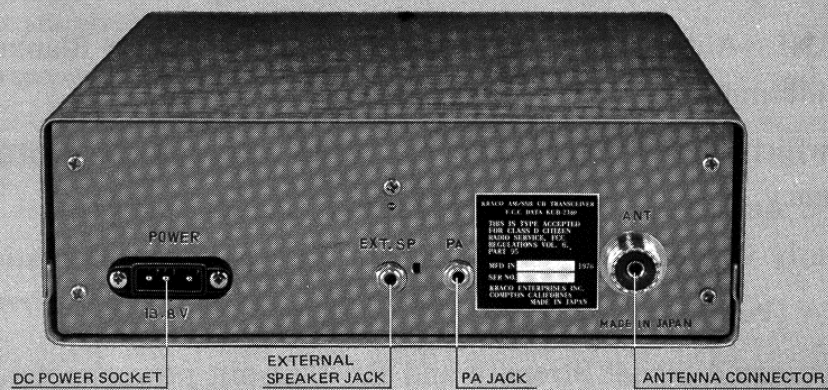 POWER
13.8V
EXT. SP
PA
KRACO AM/SSB CB TRANSCEIVER
F.C.C DATA KCB-2340
THIS IS TYPE ACCEPTED
FOR CLASS D CITIZEN
RADIO SERVICE, FCC
REGULATIONS VOL. 6,
PART 95
MFD IN 1976
SER NO.
KRACO ENTERPRISES INC.
COMPTON CALIFORNIA
MADE IN JAPAN
ANT
MADE IN JAPAN
DC POWER SOCKET
EXTERNAL
SPEAKER JACK
PA JACK
ANTENNA CONNECTOR